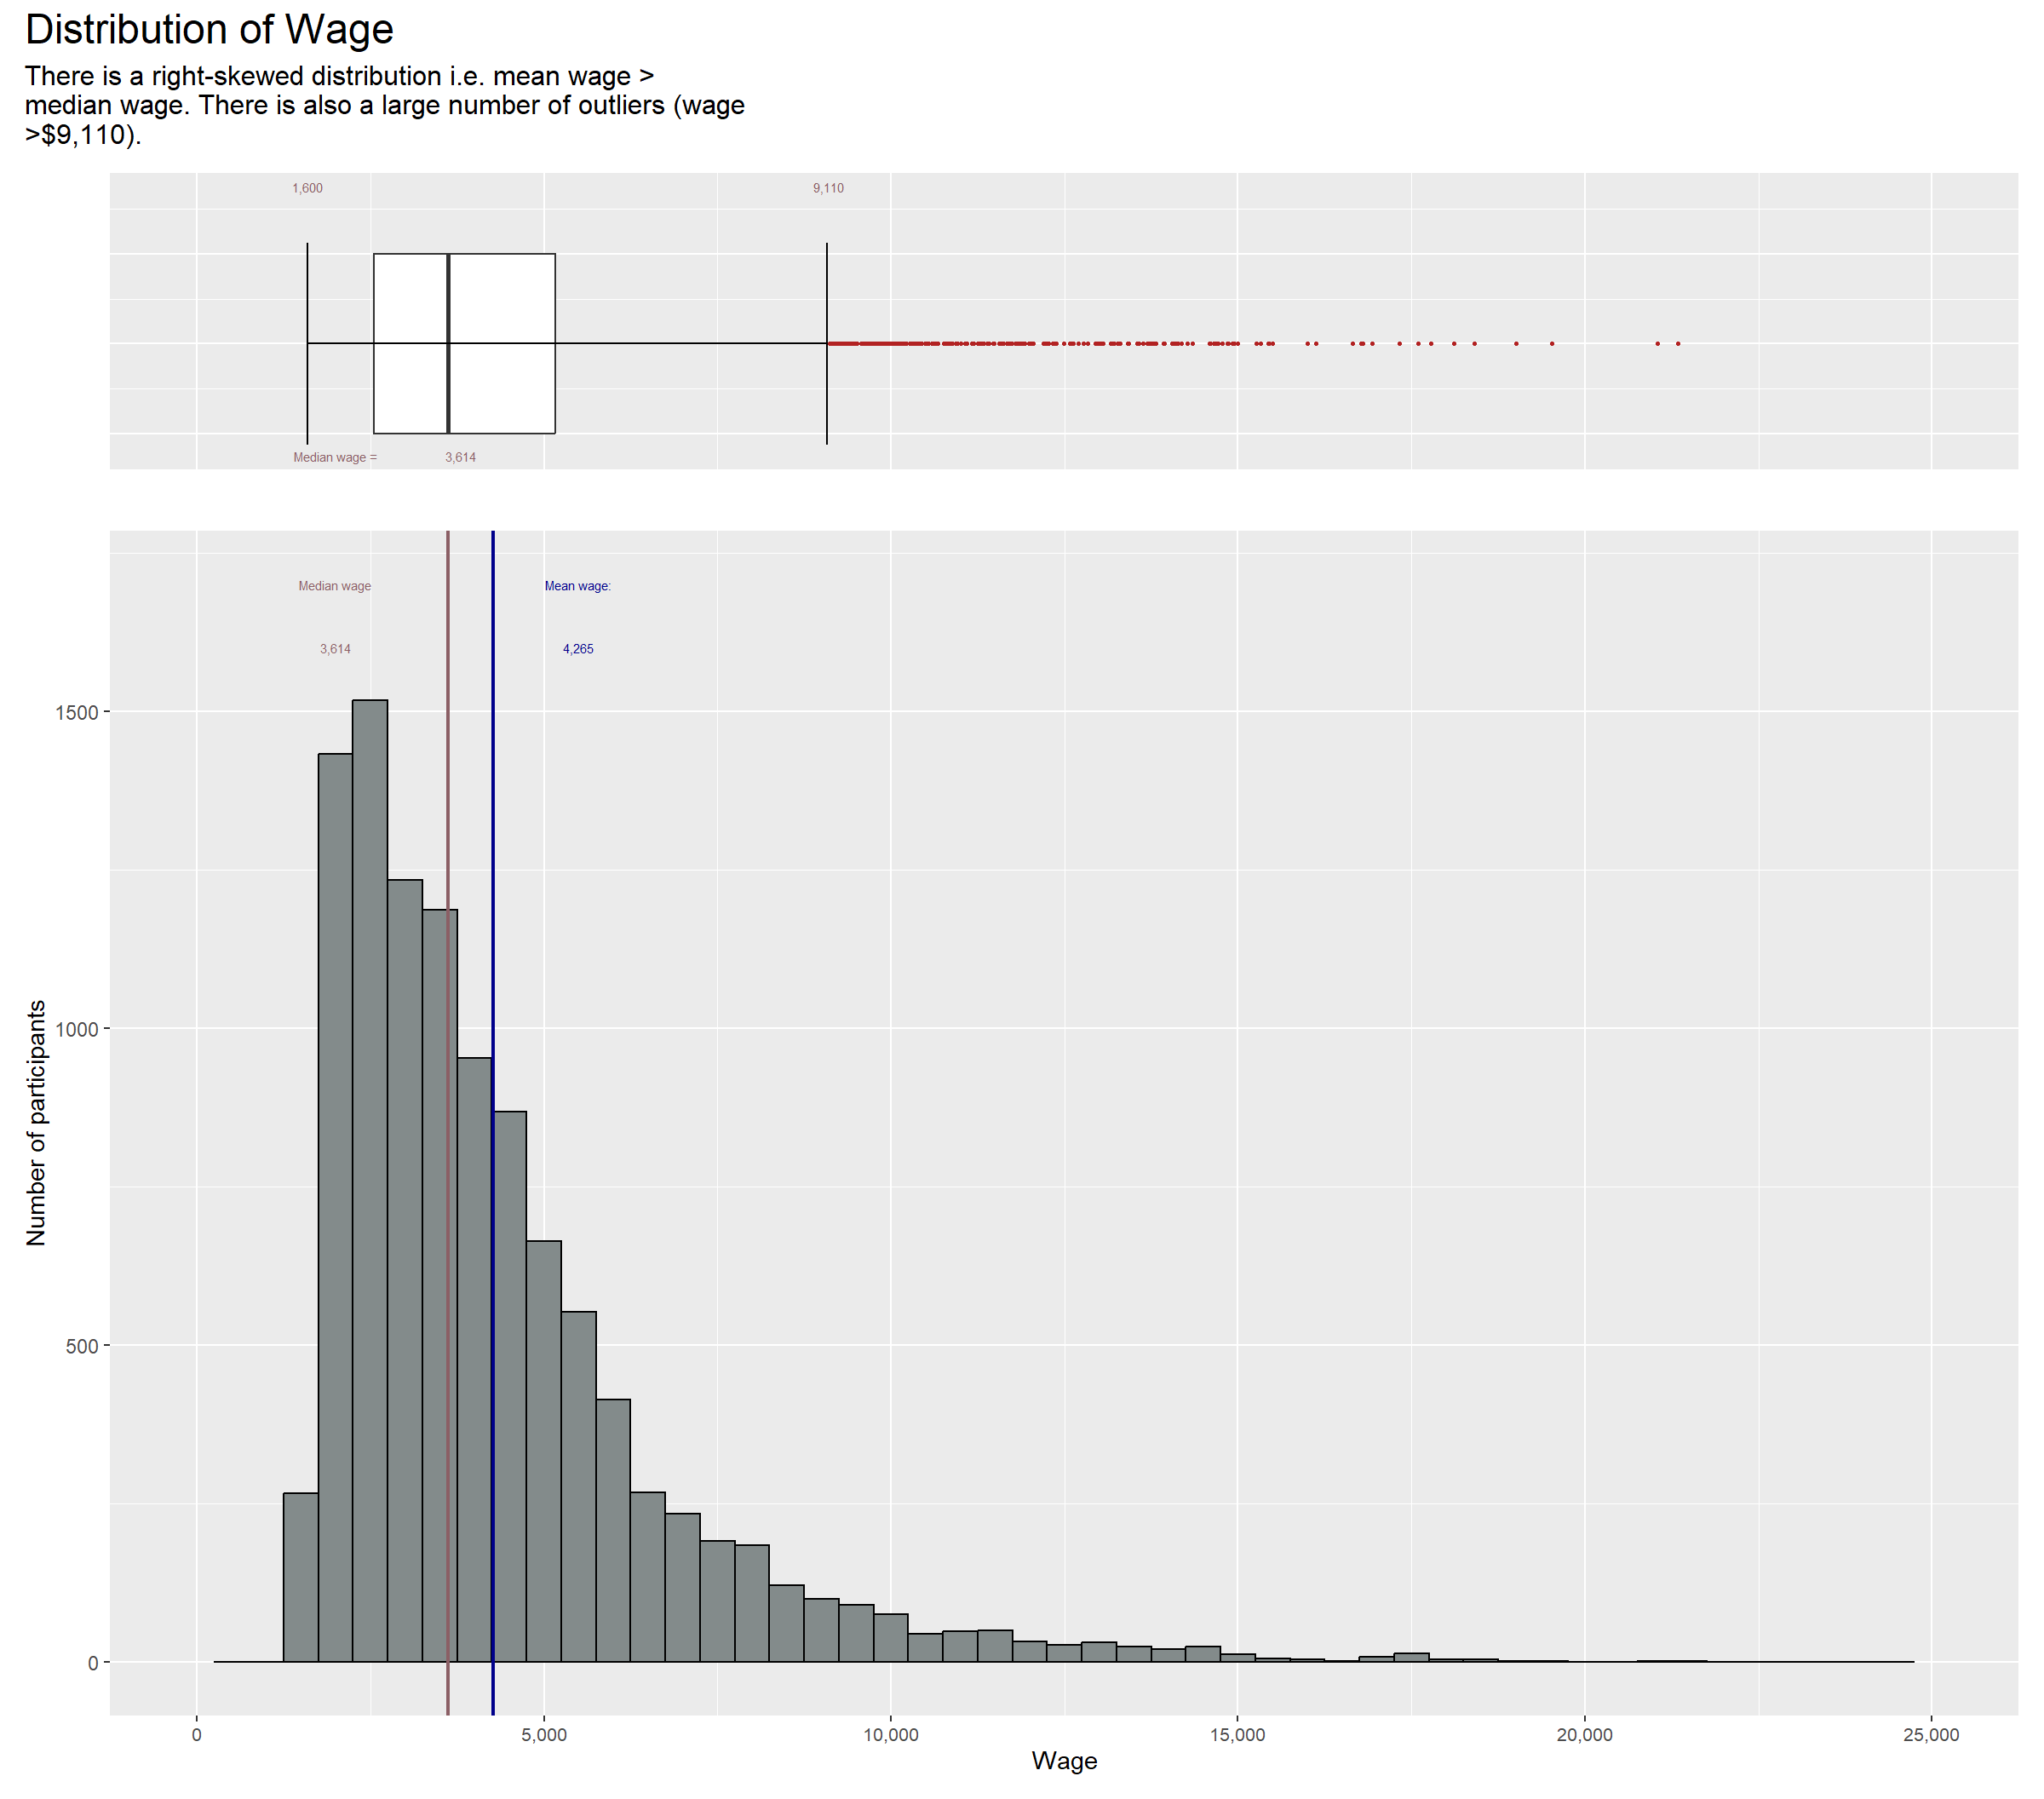 Distribution of Wage
There is a right-skewed distribution i.e. mean wage >
median wage. There is also a large number of outliers (wage
>$9,110).
1,600 9,110
Median wage = 3,614
Median wage Mean wage:
3,614 4,265
1500
1000
500
0
Number of participants
0 5,000 10,000 15,000 20,000 25,000
Wage